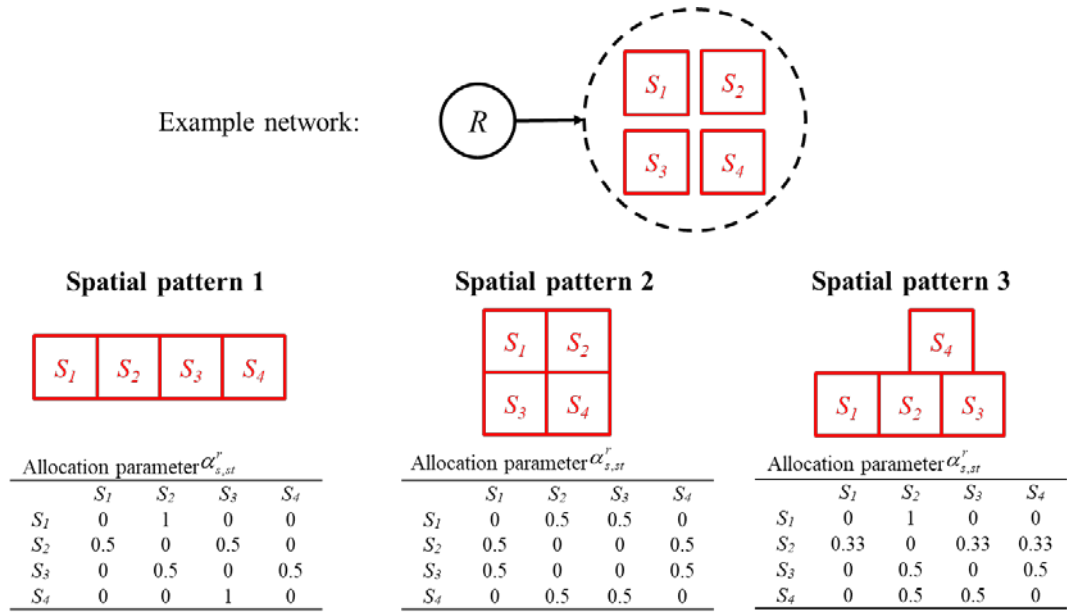 Example network:
R
S1 S2
S3 S4
Spatial pattern 1
S1 S2 S3 S4
Allocation parameter α^r_{s,st}
S1 S2 S3 S4
S1 0 1 0 0
S2 0.5 0 0.5 0
S3 0 0.5 0 0.5
S4 0 0 1 0
Spatial pattern 2
S1 S2
S3 S4
Allocation parameter α^r_{s,st}
S1 S2 S3 S4
S1 0 0.5 0.5 0
S2 0.5 0 0 0.5
S3 0.5 0 0 0.5
S4 0 0.5 0.5 0
Spatial pattern 3
S4
S1 S2 S3
Allocation parameter α^r_{s,st}
S1 S2 S3 S4
S1 0 1 0 0
S2 0.33 0 0.33 0.33
S3 0 0.5 0 0.5
S4 0 0.5 0.5 0